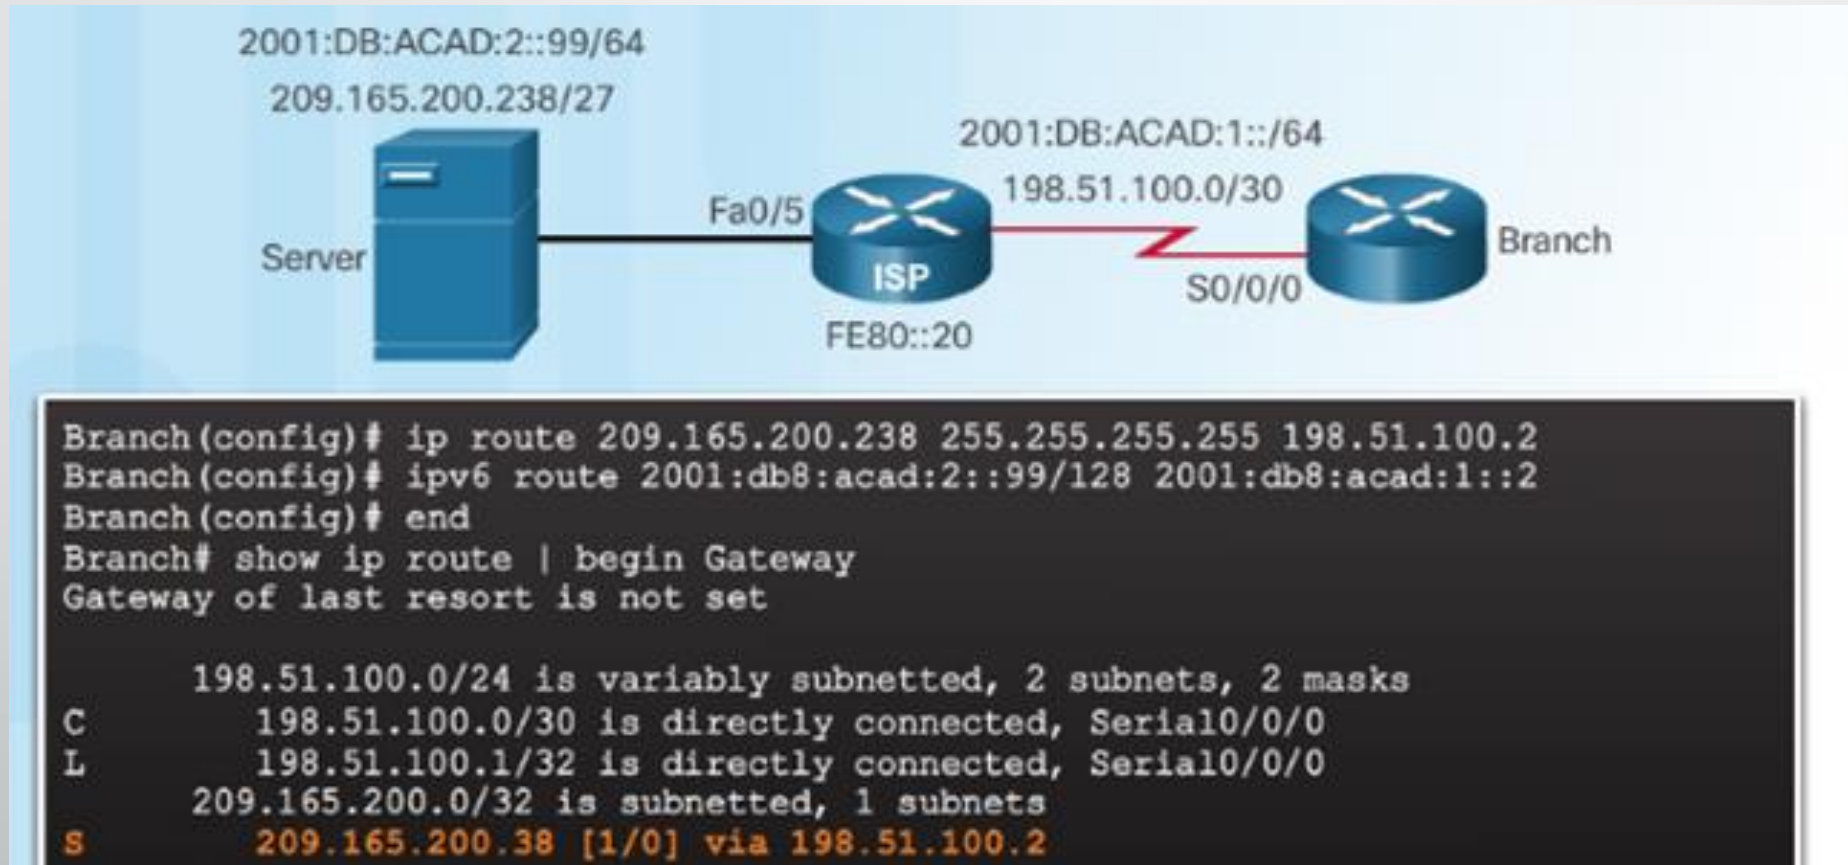 2001:DB:ACAD:2::99/64
209.165.200.238/27
2001:DB:ACAD:1::/64
198.51.100.0/30
Fa0/5
Server
ISP
Branch
S0/0/0
FE80::20
Branch(config)# ip route 209.165.200.238 255.255.255.255 198.51.100.2
Branch(config)# ipv6 route 2001:db8:acad:2::99/128 2001:db8:acad:1::2
Branch(config)# end
Branch# show ip route | begin Gateway
Gateway of last resort is not set
198.51.100.0/24 is variably subnetted, 2 subnets, 2 masks
C 198.51.100.0/30 is directly connected, Serial0/0/0
L 198.51.100.1/32 is directly connected, Serial0/0/0
209.165.200.0/32 is subnetted, 1 subnets
S 209.165.200.38 [1/0] via 198.51.100.2